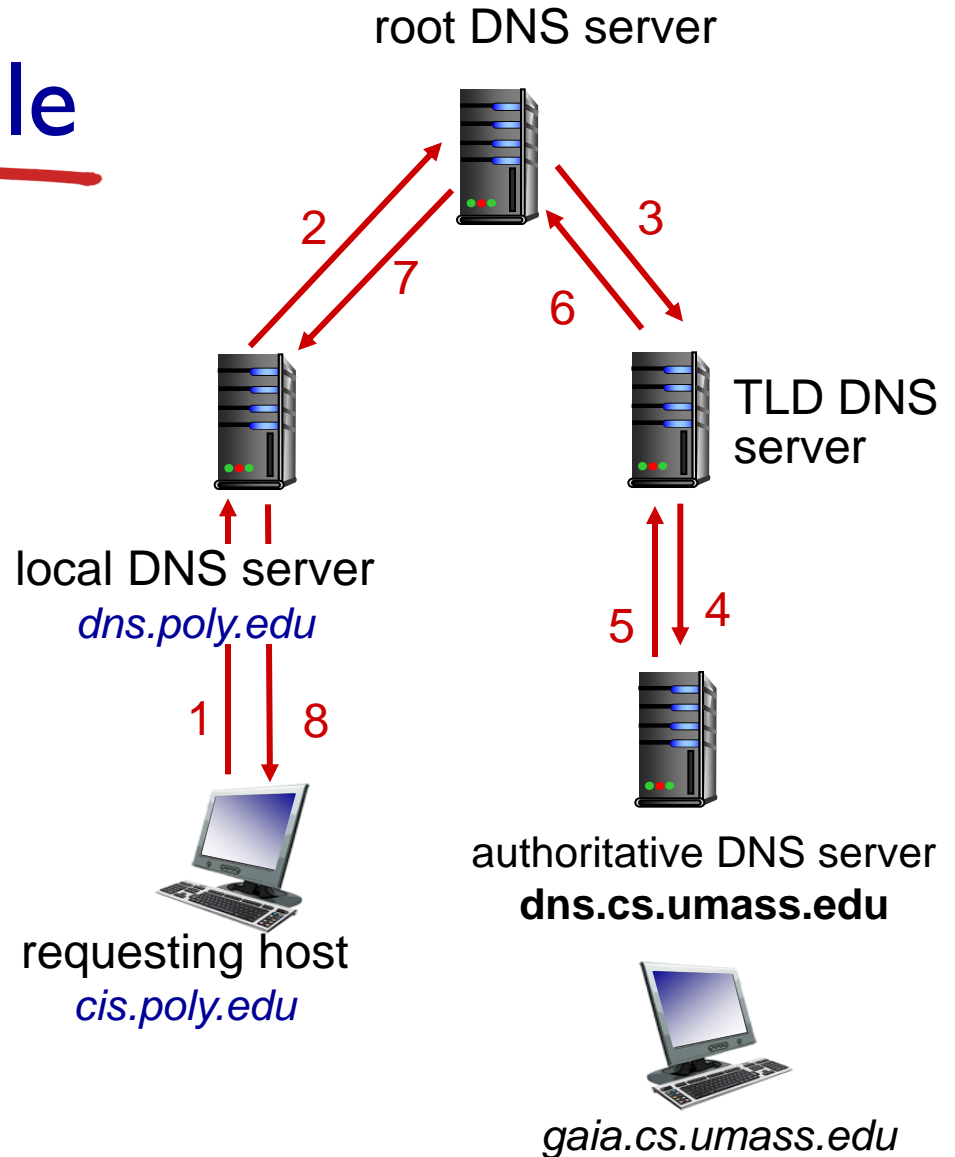 root DNS server
le
2
3
7
6
TLD DNS
server
local DNS server
dns.poly.edu
5
4
1
8
authoritative DNS server
dns.cs.umass.edu
requesting host
cis.poly.edu
gaia.cs.umass.edu